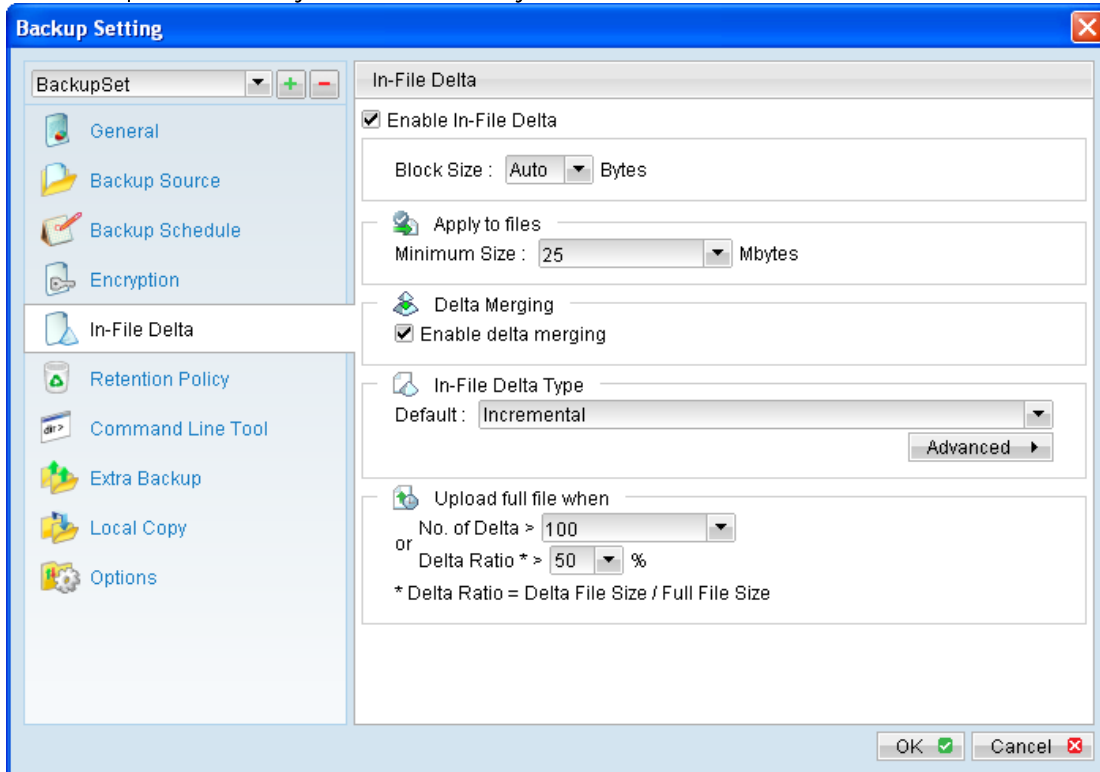 Backup Setting
BackupSet
General
Backup Source
Backup Schedule
Encryption
In-File Delta
Retention Policy
Command Line Tool
Extra Backup
Local Copy
Options
In-File Delta
Enable In-File Delta
Block Size : Auto Bytes
Apply to files
Minimum Size : 25 Mbytes
Delta Merging
Enable delta merging
In-File Delta Type
Default : Incremental
Advanced
Upload full file when
No. of Delta > 100
or
Delta Ratio * > 50 %
* Delta Ratio = Delta File Size / Full File Size
OK Cancel